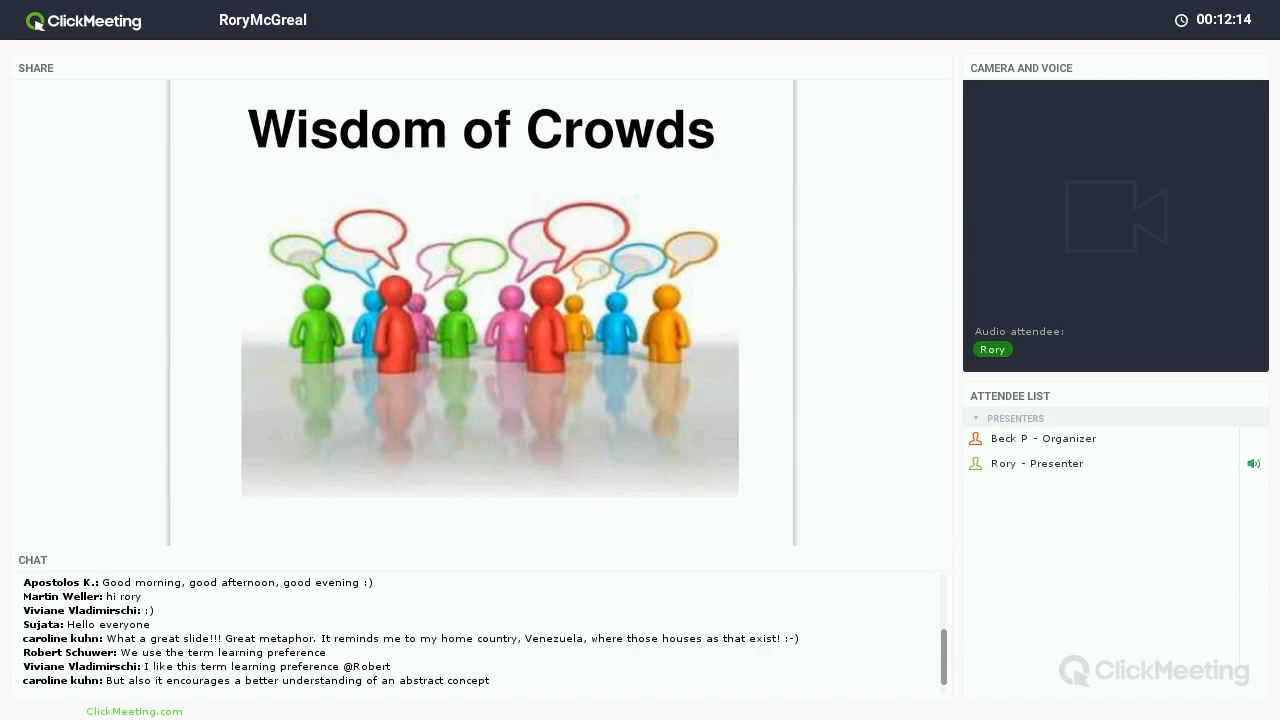 ClickMeeting
RoryMcGreal
00:12:14
SHARE
Wisdom of Crowds
CAMERA AND VOICE
Audio attendee:
Rory
ATTENDEE LIST
PRESENTERS
Beck P - Organizer
Rory - Presenter
CHAT
Apostolos K.: Good morning, good afternoon, good evening :)
Martin Weller: hi rory
Viviane Vladimirschi: :)
Sujata: Hello everyone
caroline kuhn: What a great slide!!! Great metaphor. It reminds me to my home country, Venezuela, where those houses as that exist! :-)
Robert Schuwer: We use the term learning preference
Viviane Vladimirschi: I like this term learning preference @Robert
caroline kuhn: But also it encourages a better understanding of an abstract concept
ClickMeeting
ClickMeeting.com